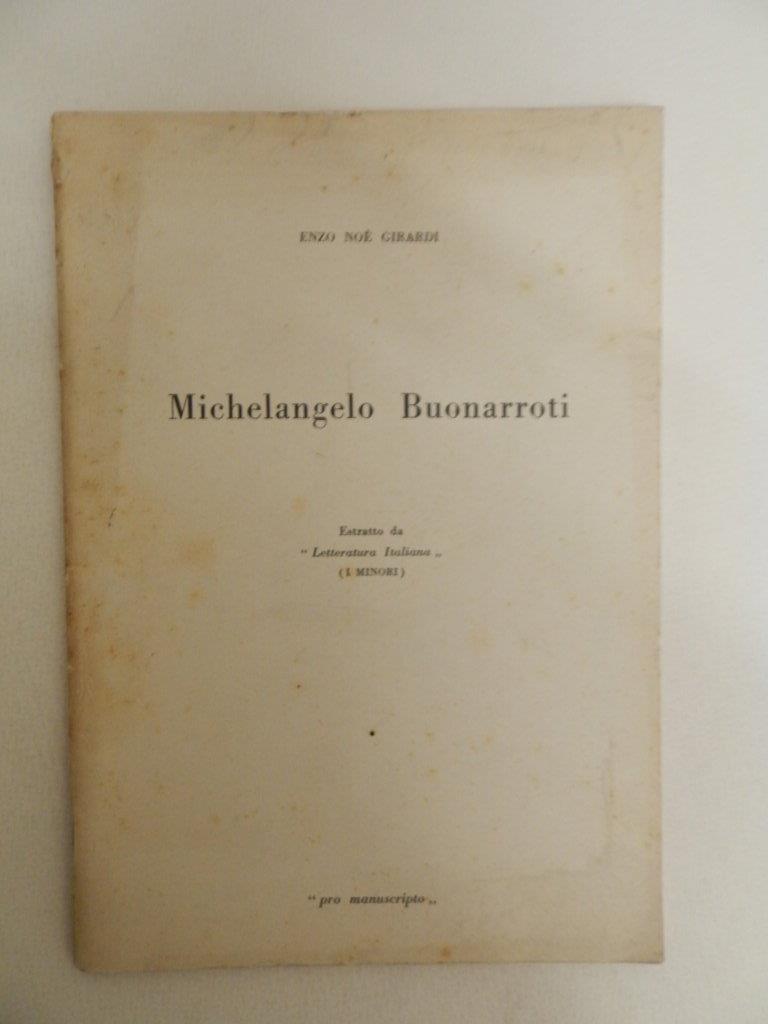 ENZO NOÈ GIRARDI
Michelangelo Buonarroti
Estratto da
“ Letteratura Italiana „
( I MINORI )
“ pro manuscripto „